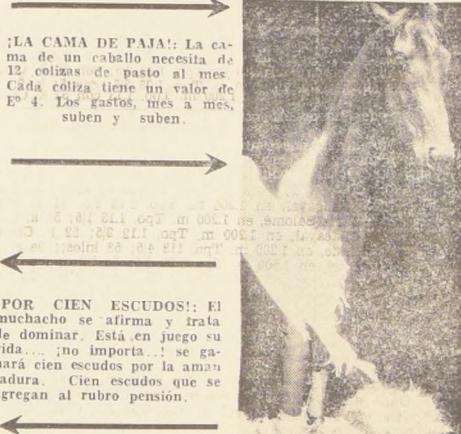 ¡LA CAMA DE PAJA!: La ca-
ma de un caballo necesita de
12 colizas de pasto al mes.
Cada coliza tiene un valor de
Eº 4. Los gastos, mes a mes,
suben y suben.
POR CIEN ESCUDOS!: El
muchacho se afirma y trata
de dominar. Está en juego su
vida... ¡no importa..! se ga-
nará cien escudos por la aman
adura. Cien escudos que se
gregan al rubro pensión.